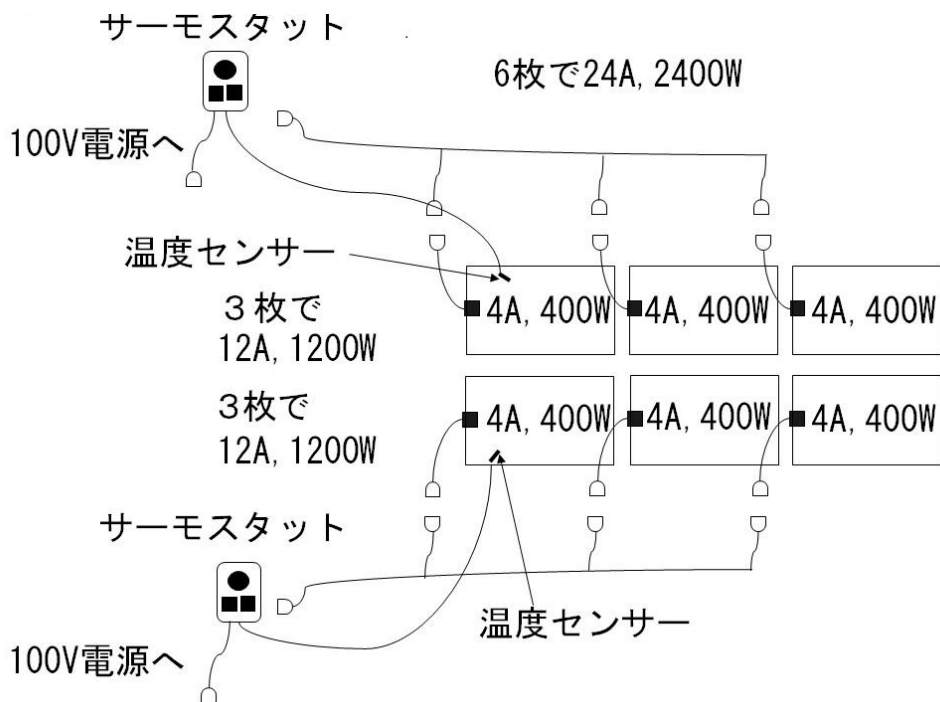 サーモスタット
6枚で24A, 2400W
100V電源へ
温度センサー
３枚で
12A, 1200W
4A, 400W
4A, 400W
4A, 400W
３枚で
12A, 1200W
4A, 400W
4A, 400W
4A, 400W
サーモスタット
温度センサー
100V電源へ